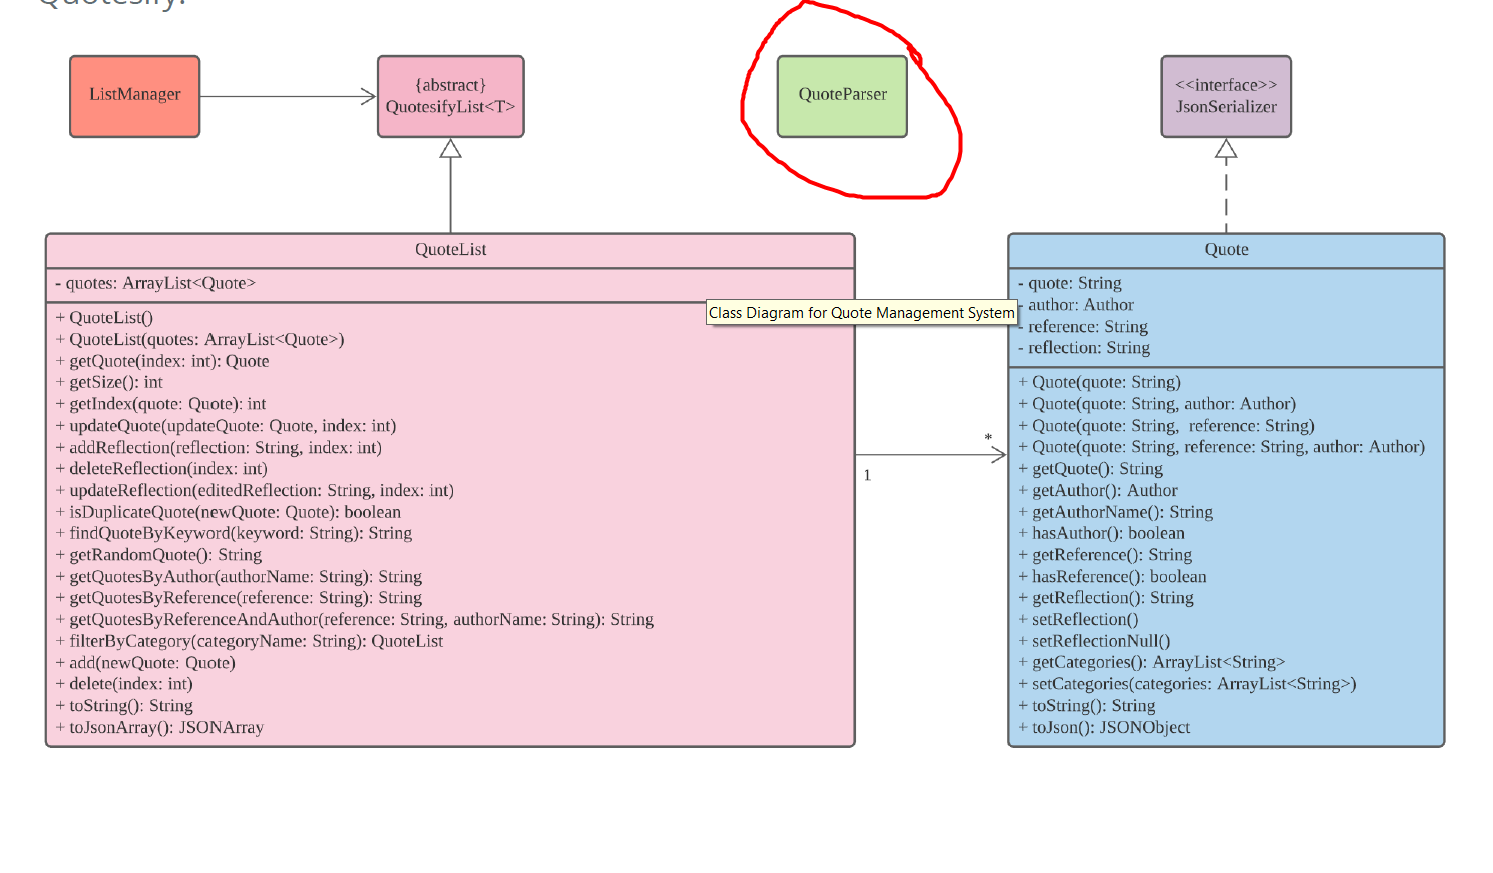 Quotesify.
ListManager
{abstract}
QuotesifyList<T>
QuoteParser
<<interface>>
JsonSerializer
QuoteList
- quotes: ArrayList<Quote>
+ QuoteList()
+ QuoteList(quotes: ArrayList<Quote>)
+ getQuote(index: int): Quote
+ getSize(): int
+ getIndex(quote: Quote): int
+ updateQuote(updateQuote: Quote, index: int)
+ addReflection(reflection: String, index: int)
+ deleteReflection(index: int)
+ updateReflection(editedReflection: String, index: int)
+ isDuplicateQuote(newQuote: Quote): boolean
+ findQuoteByKeyword(keyword: String): String
+ getRandomQuote(): String
+ getQuotesByAuthor(authorName: String): String
+ getQuotesByReference(reference: String): String
+ getQuotesByReferenceAndAuthor(reference: String, authorName: String): String
+ filterByCategory(categoryName: String): QuoteList
+ add(newQuote: Quote)
+ delete(index: int)
+ toString(): String
+ toJsonArray(): JSONArray
Class Diagram for Quote Management System
1
*
Quote
- quote: String
- author: Author
- reference: String
- reflection: String
+ Quote(quote: String)
+ Quote(quote: String, author: Author)
+ Quote(quote: String, reference: String)
+ Quote(quote: String, reference: String, author: Author)
+ getQuote(): String
+ getAuthor(): Author
+ getAuthorName(): String
+ hasAuthor(): boolean
+ getReference(): String
+ hasReference(): boolean
+ getReflection(): String
+ setReflection()
+ setReflectionNull()
+ getCategories(): ArrayList<String>
+ setCategories(categories: ArrayList<String>)
+ toString(): String
+ toJson(): JSONObject